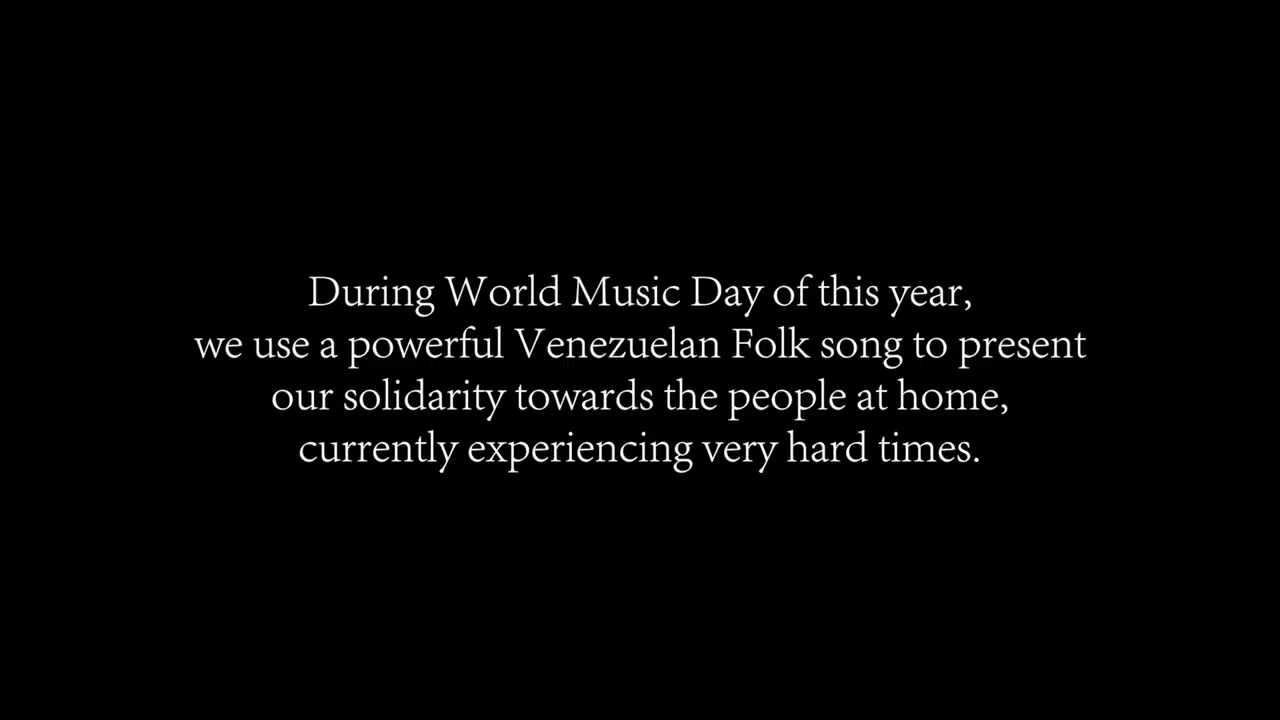 During World Music Day of this year,
we use a powerful Venezuelan Folk song to present
our solidarity towards the people at home,
currently experiencing very hard times.